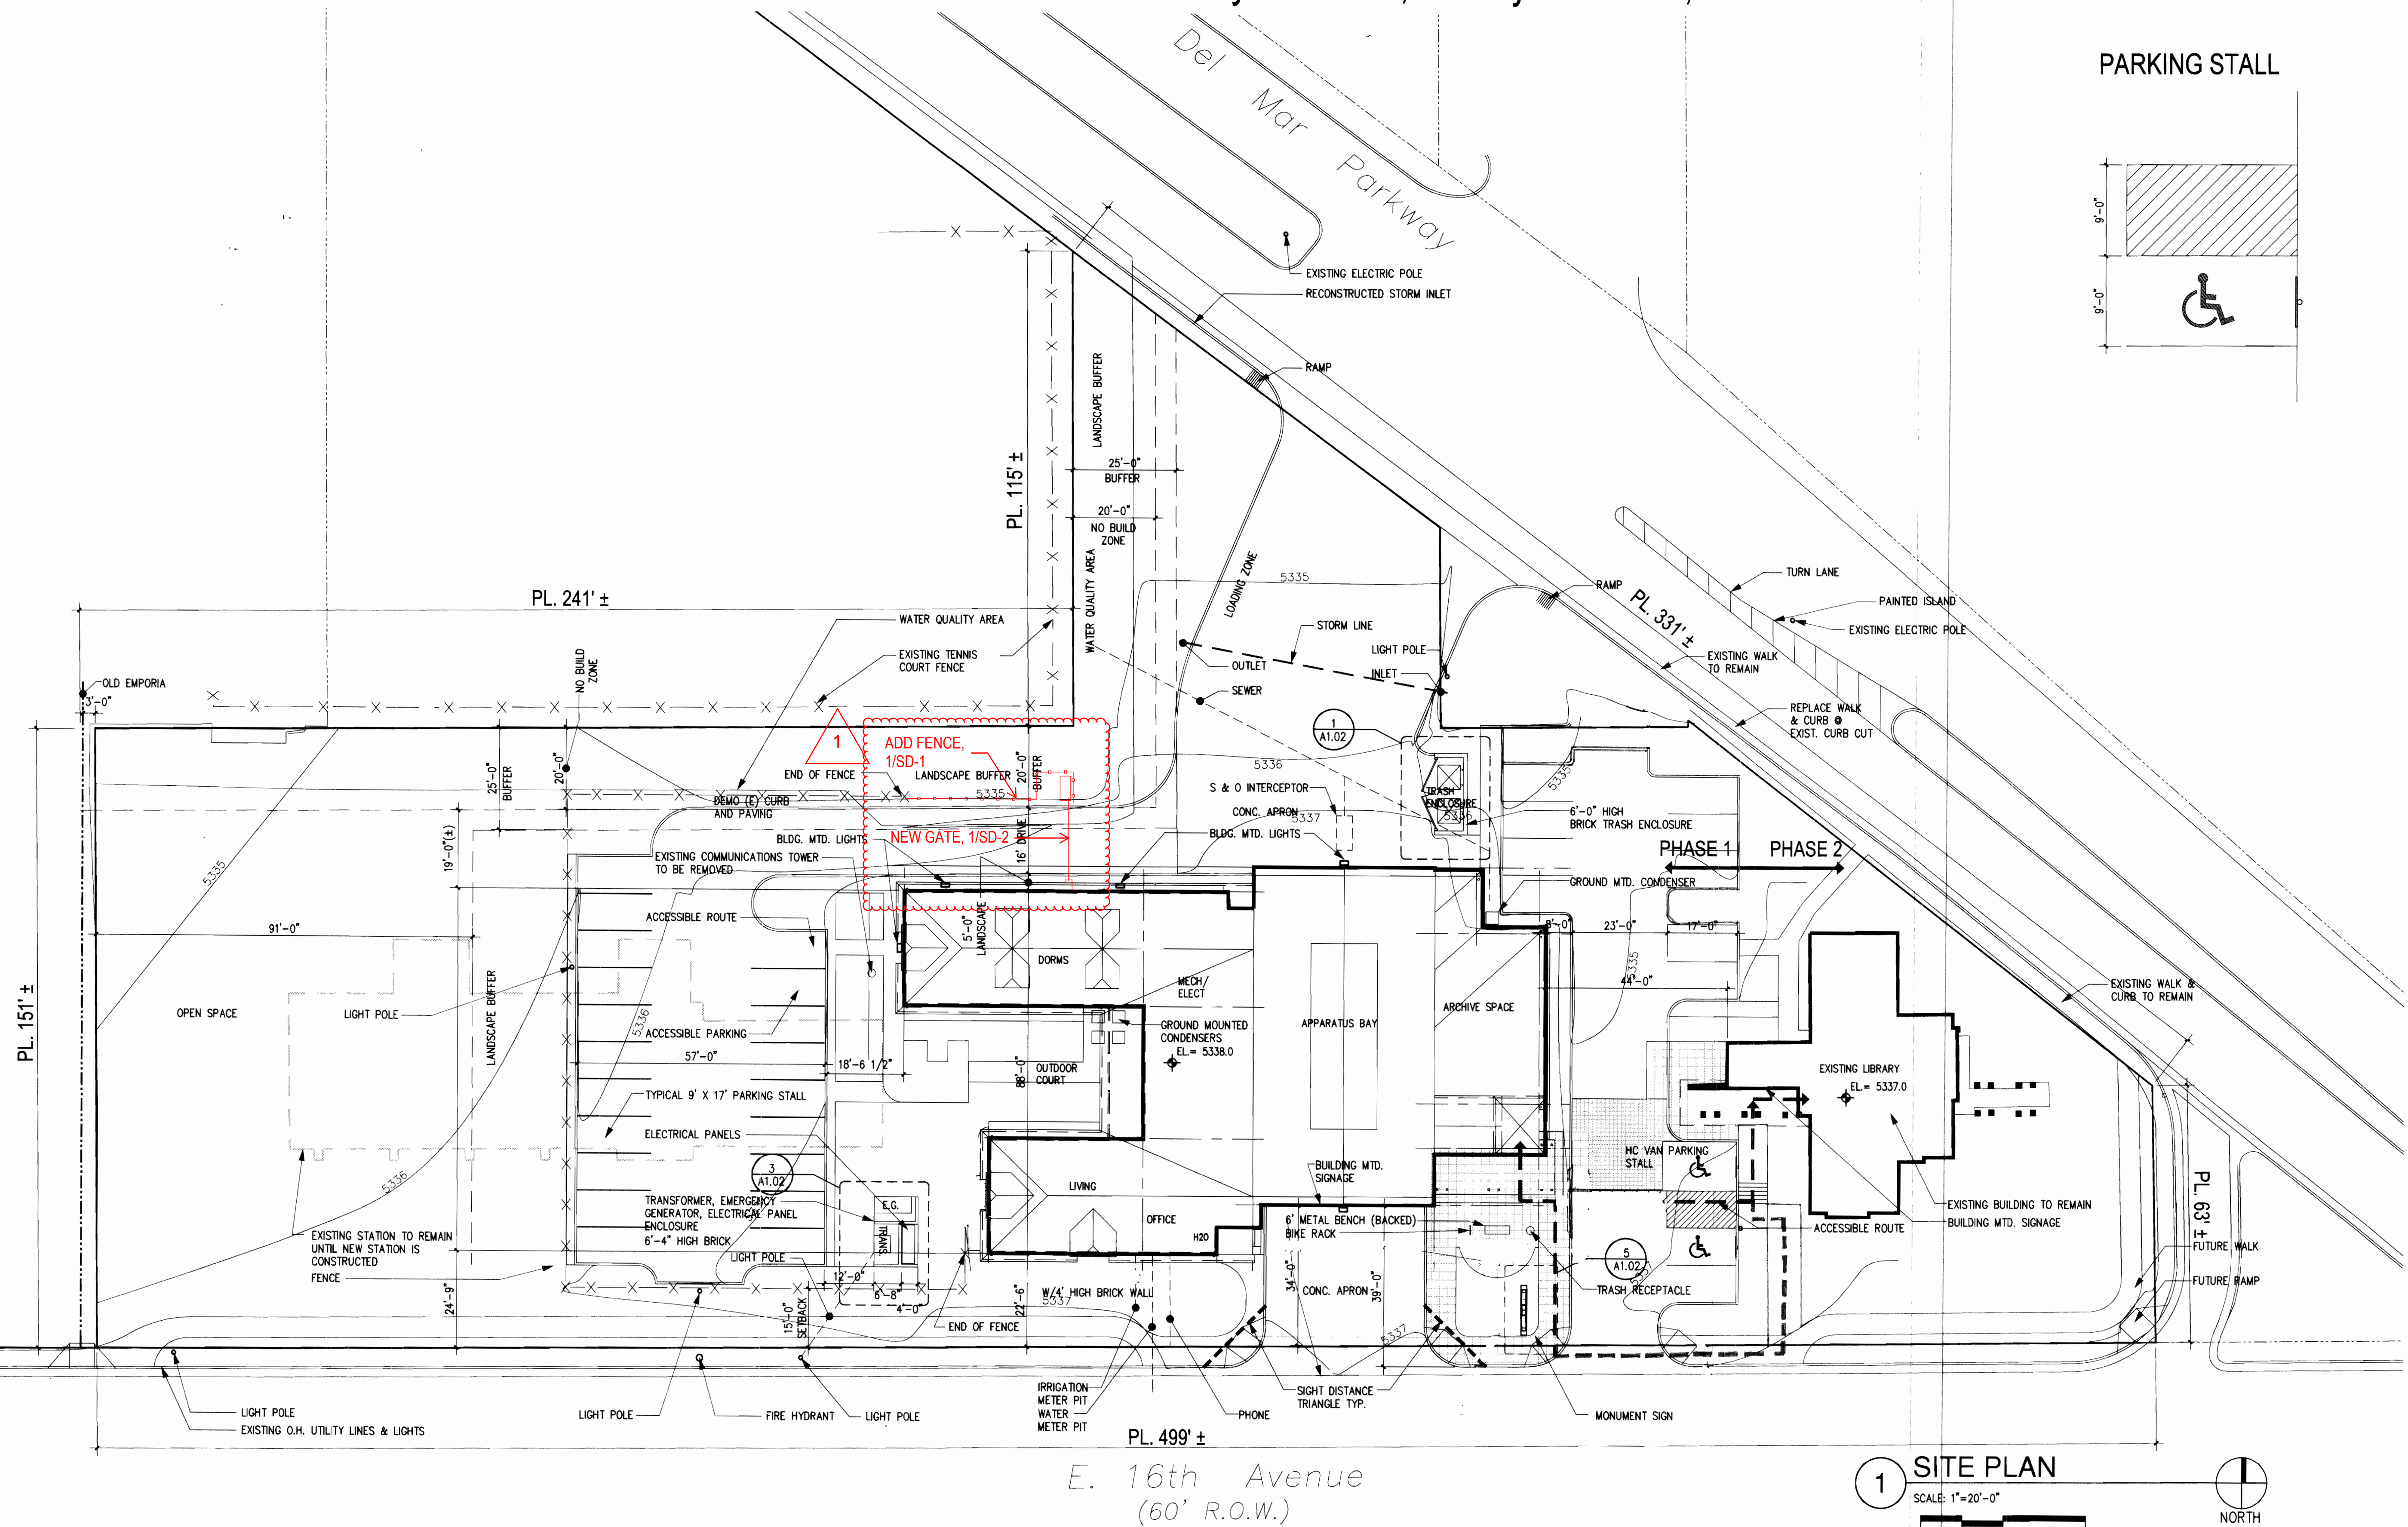 Del Mar Parkway
PARKING STALL
9'-0"
9'-0"
EXISTING ELECTRIC POLE
RECONSTRUCTED STORM INLET
RAMP
LANDSCAPE BUFFER
25'-0"
BUFFER
20'-0"
NO BUILD
ZONE
PL. 115' ±
WATER QUALITY AREA
LOADING ZONE
5335
PL. 241' ±
WATER QUALITY AREA
EXISTING TENNIS
COURT FENCE
NO BUILD
ZONE
OLD EMPORIA
3'-0"
STORM LINE
LIGHT POLE
OUTLET
INLET
SEWER
RAMP
PL. 331' ±
TURN LANE
PAINTED ISLAND
EXISTING ELECTRIC POLE
EXISTING WALK
TO REMAIN
REPLACE WALK
& CURB @
EXIST. CURB CUT
1
A1.02
1
ADD FENCE,
1/SD-1
END OF FENCE
LANDSCAPE BUFFER
20'-0"
BUFFER
5335
25'-0"
BUFFER
20'-0"
DEMO (E) CURB
AND PAVING
NEW GATE, 1/SD-2
16' DRIVE
BLDG. MTD. LIGHTS
EXISTING COMMUNICATIONS TOWER
TO BE REMOVED
19'-0"(±)
5336
S & O INTERCEPTOR
CONC. APRON
5337
BLDG. MTD. LIGHTS
TRASH
ENCLOSURE
5336
5335
6'-0" HIGH
BRICK TRASH ENCLOSURE
PHASE 1
PHASE 2
GROUND MTD. CONDENSER
5335
91'-0"
ACCESSIBLE ROUTE
5'-0"
LANDSCAPE
DORMS
MECH/
ELECT
8'-0"
23'-0"
17'-0"
5335
44'-0"
EXISTING WALK &
CURB TO REMAIN
PL. 151' ±
OPEN SPACE
LIGHT POLE
LANDSCAPE BUFFER
5336
ACCESSIBLE PARKING
57'-0"
18'-6 1/2"
OUTDOOR
COURT
88'-0"
GROUND MOUNTED
CONDENSERS
EL.= 5338.0
APPARATUS BAY
ARCHIVE SPACE
EXISTING LIBRARY
EL.= 5337.0
TYPICAL 9' X 17' PARKING STALL
ELECTRICAL PANELS
3
A1.02
5336
TRANSFORMER, EMERGENCY
GENERATOR, ELECTRICAL PANEL
ENCLOSURE
6'-4" HIGH BRICK
E.G.
TRANS.
LIVING
OFFICE
H2O
BUILDING MTD.
SIGNAGE
HC VAN PARKING
STALL
6' METAL BENCH (BACKED)
BIKE RACK
ACCESSIBLE ROUTE
EXISTING BUILDING TO REMAIN
BUILDING MTD. SIGNAGE
PL. 63' ±
EXISTING STATION TO REMAIN
UNTIL NEW STATION IS
CONSTRUCTED
FENCE
LIGHT POLE
24'-9"
12'-0"
6'-8"
4'-0"
15'-0"
SETBACK
22'-6"
W/4' HIGH BRICK WALL
5337
END OF FENCE
34'-0"
CONC. APRON
39'-0"
5337
5
A1.02
TRASH RECEPTACLE
FUTURE WALK
FUTURE RAMP
LIGHT POLE
EXISTING O.H. UTILITY LINES & LIGHTS
LIGHT POLE
FIRE HYDRANT
LIGHT POLE
IRRIGATION
METER PIT
WATER
METER PIT
PHONE
SIGHT DISTANCE
TRIANGLE TYP.
MONUMENT SIGN
PL. 499' ±
E. 16th Avenue
(60' R.O.W.)
1
SITE PLAN
SCALE: 1"=20'-0"
NORTH